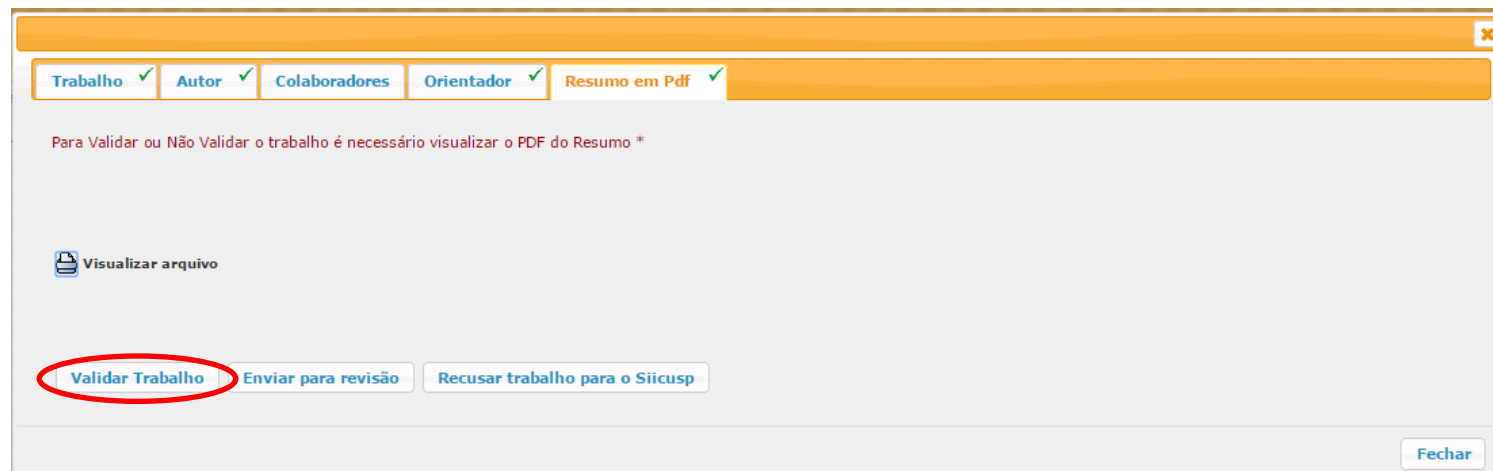 Trabalho Autor Colaboradores Orientador Resumo em Pdf
Para Validar ou Não Validar o trabalho é necessário visualizar o PDF do Resumo *
Visualizar arquivo
Validar Trabalho Enviar para revisão Recusar trabalho para o Siicusp
Fechar